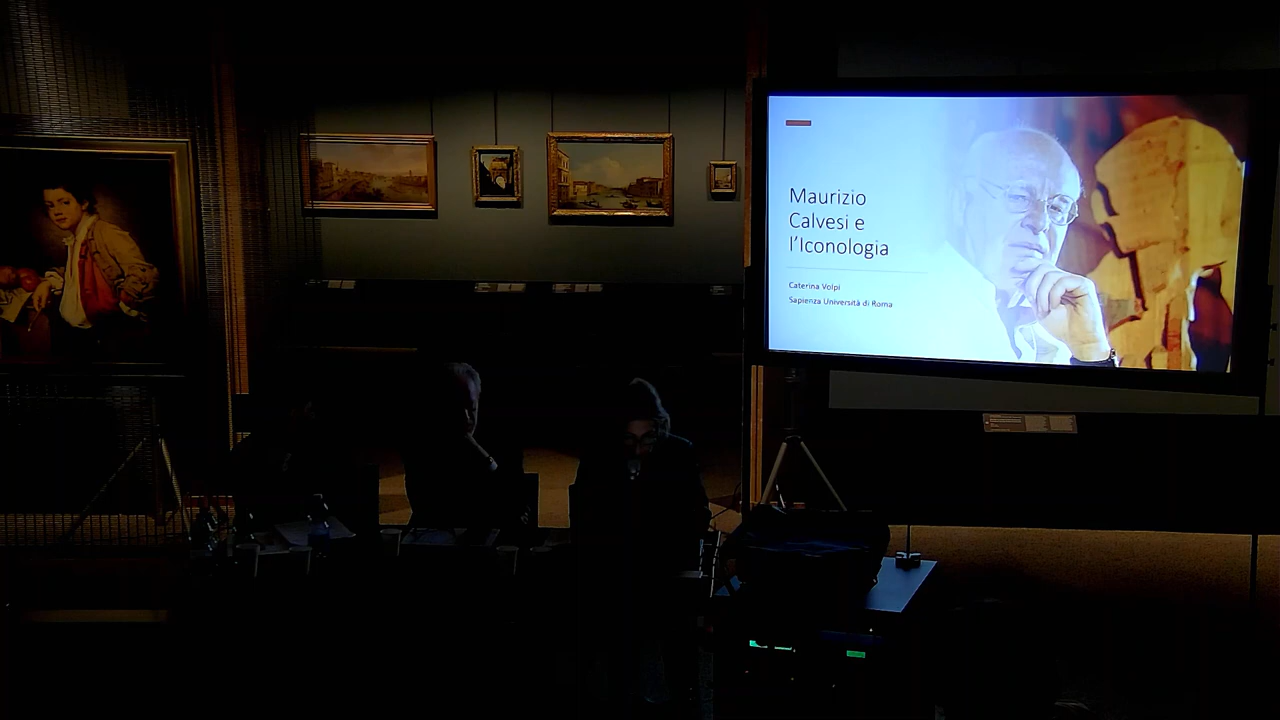 Maurizio
Calvesi e
l'Iconologia
Caterina Volpi
Sapienza Università di Roma